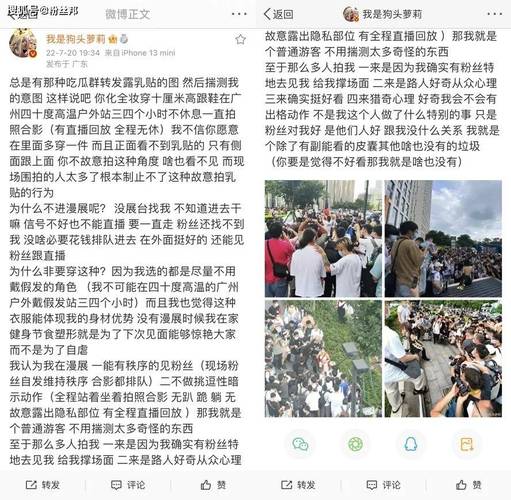 搜狐号@粉丝邦
返回
微博正文
我是狗头萝莉
22-7-20 19:34 来自iPhone 13 mini
发布于 广东
总是有那种吃瓜群转发露乳贴的图 然后揣测我
的意图 这样说吧 你化全妆穿十厘米高跟鞋在广
州四十度高温户外站三四个小时不休息一直拍
照合影（有直播回放 全程无休）我不信你愿意
在里面多穿一件 而且正面看不到乳贴的 只有侧
面跟上面 你不故意拍这种角度 啥也看不见 而现
场围拍的人太多了根本制止不了这种故意拍乳
贴的行为
为什么不进漫展呢？ 没展台找我 不知道进去干
嘛 信号不好也不能直播 要一直走 粉丝还找不到
我 没啥必要花钱排队进去 在外面挺好的 还能见
粉丝跟直播
为什么非要穿这种？因为我选的都是尽量不用
戴假发的角色 （我不可能在四十度高温的广州
户外戴假发站三四个小时）而且我也觉得这种
衣服能体现我的身材优势 没有漫展时候我在家
健身节食塑形就是为了下次见面能够惊艳大家
而不是为了自虐
我认为我在漫展 一能有秩序的见粉丝（现场粉
丝自发维持秩序 合影都排队）二不做挑逗性暗
示动作（全程站着坐着拍照合影 无趴 跪 躺 无
故意露出隐私部位 有全程直播回放 ）那我就是
个普通游客 不用揣测太多奇怪的东西
至于那么多人拍我 一来是因为我确实有粉丝特
地去见我 给我撑场面 二来是路人好奇从众心理
转发
评论
赞
返回
我是狗头萝莉
故意露出隐私部位 有全程直播回放 ）那我就是
个普通游客 不用揣测太多奇怪的东西
至于那么多人拍我 一来是因为我确实有粉丝特
地去见我 给我撑场面 二来是路人好奇从众心理
三来确实挺好看 四来猎奇心理 好奇我会不会有
出格动作 不是我这个人做了什么特别的事 只是
粉丝对我好 是他们人好 跟我没什么关系 我就是
个除了有副能看的皮囊其他啥也没有的垃圾
（你要是觉得不好看那我就是啥也没有）
转发
评论
赞